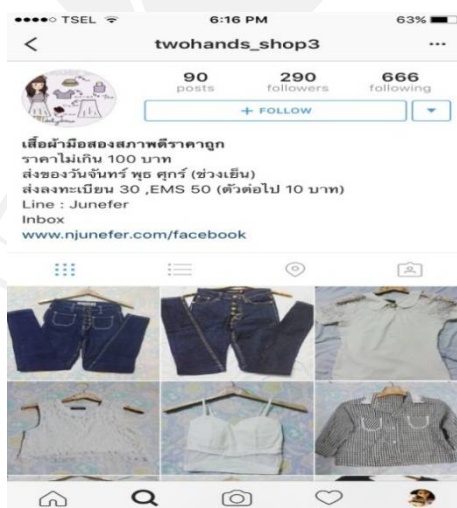 TSEL 6:16 PM 63%
twohands_shop3
90 290 666
posts followers following
+ FOLLOW
เสื้อผ้ามือสองสภาพดีราคาถูก
ราคาไม่เกิน 100 บาท
ส่งของวันจันทร์ พุธ ศุกร์ (ช่วงเย็น)
ส่งลงทะเบียน 30 ,EMS 50 (ตัวต่อไป 10 บาท)
Line : Junefer
Inbox
www.njunefer.com/facebook